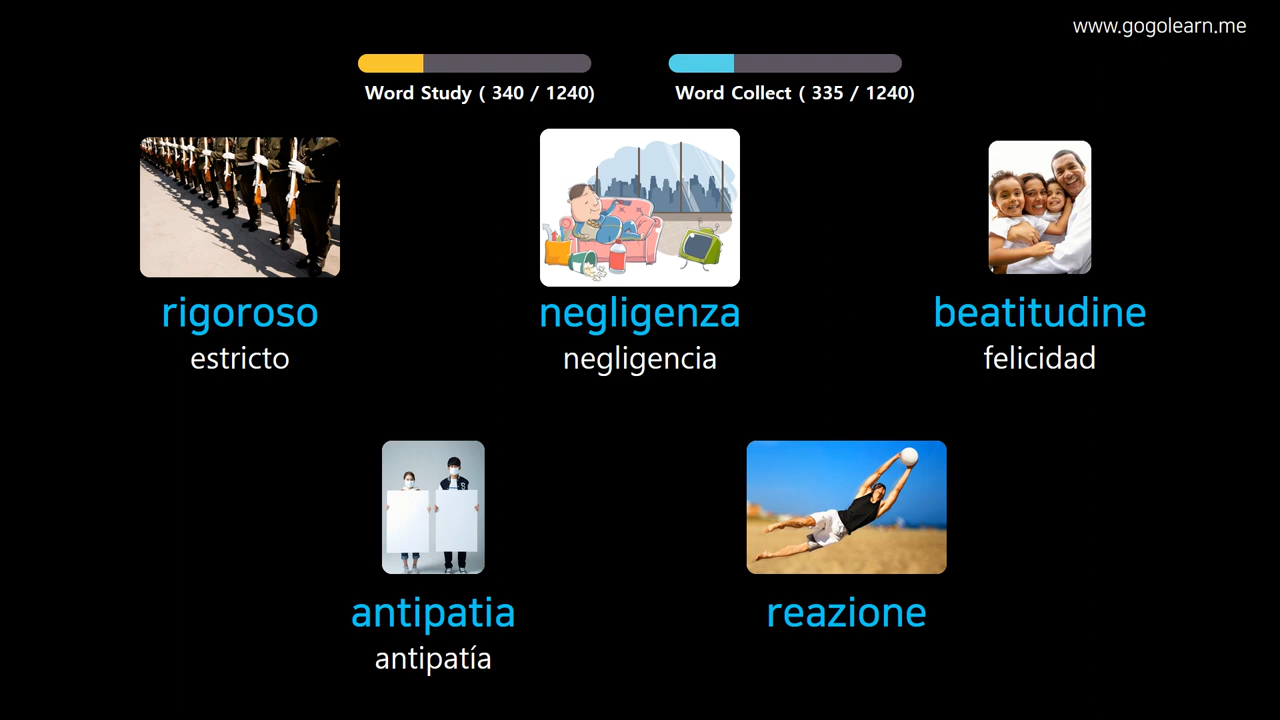 www.gogolearn.me
Word Study ( 340 / 1240)
Word Collect ( 335 / 1240)
rigoroso
estricto
negligenza
negligencia
beatitudine
felicidad
antipatia
antipatía
reazione